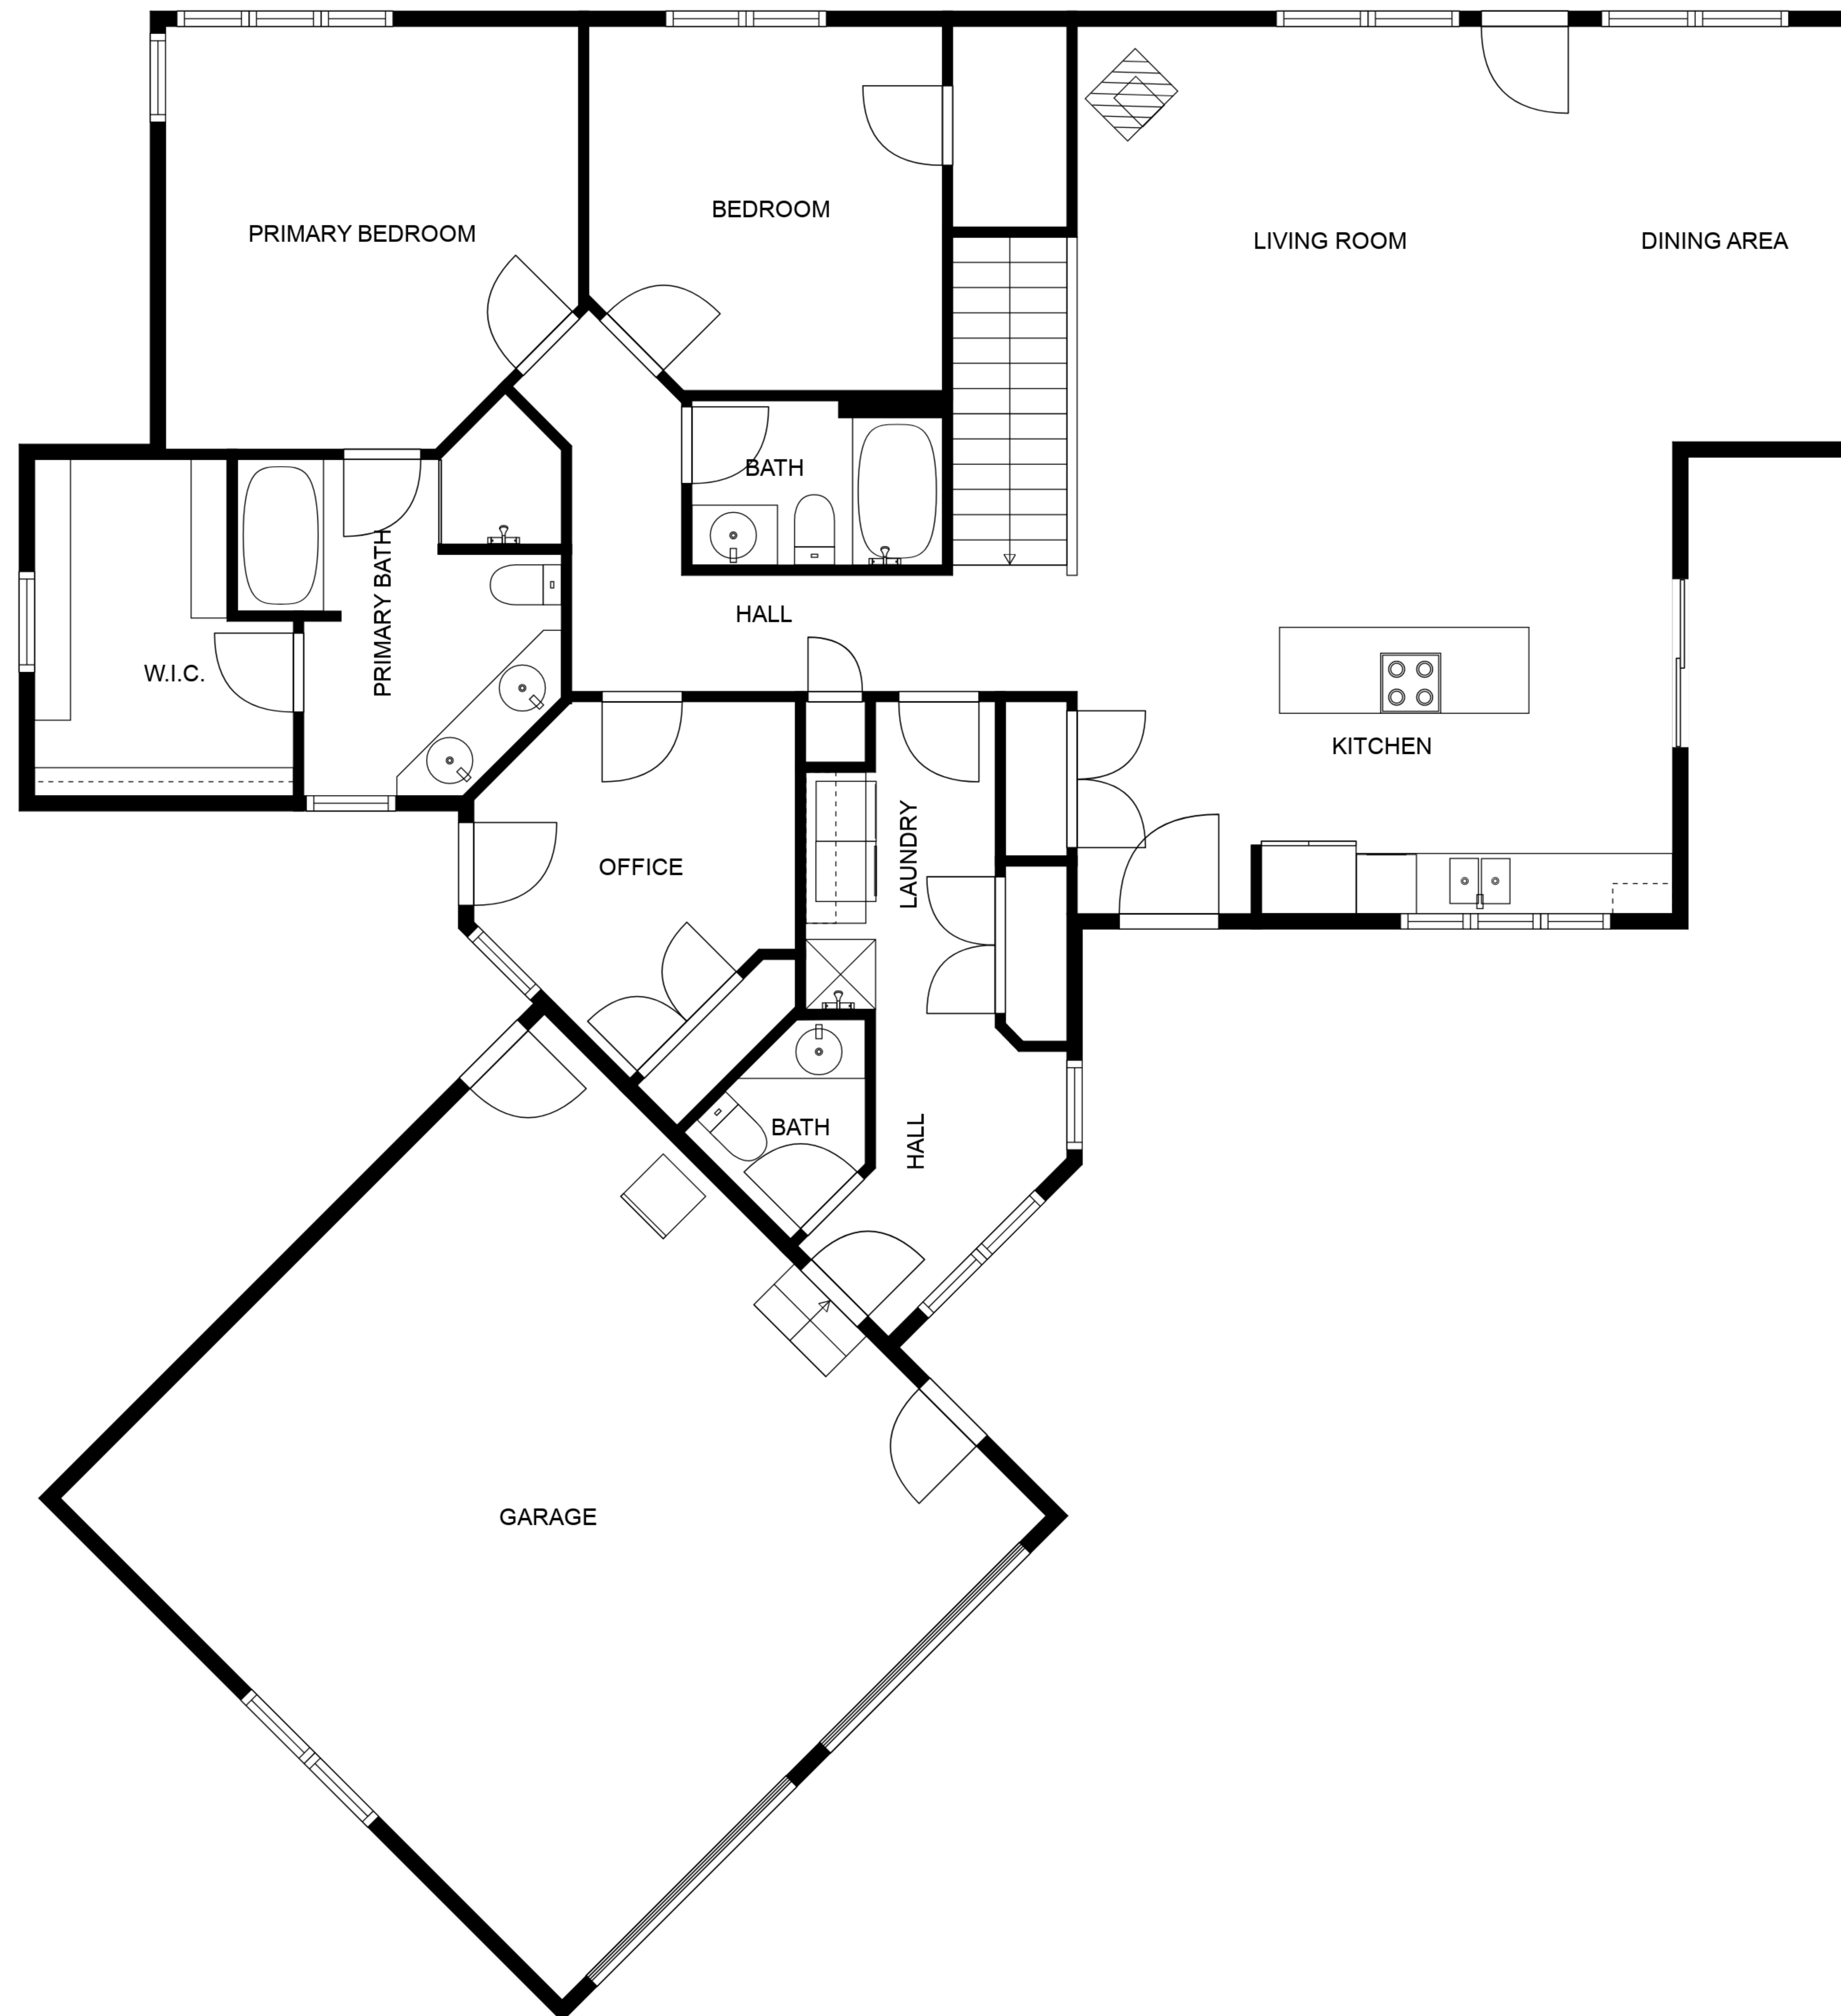 BEDROOM
PRIMARY BEDROOM
LIVING ROOM
DINING AREA
BATH
PRIMARY BATH
HALL
W.I.C.
KITCHEN
OFFICE
LAUNDRY
BATH
HALL
GARAGE